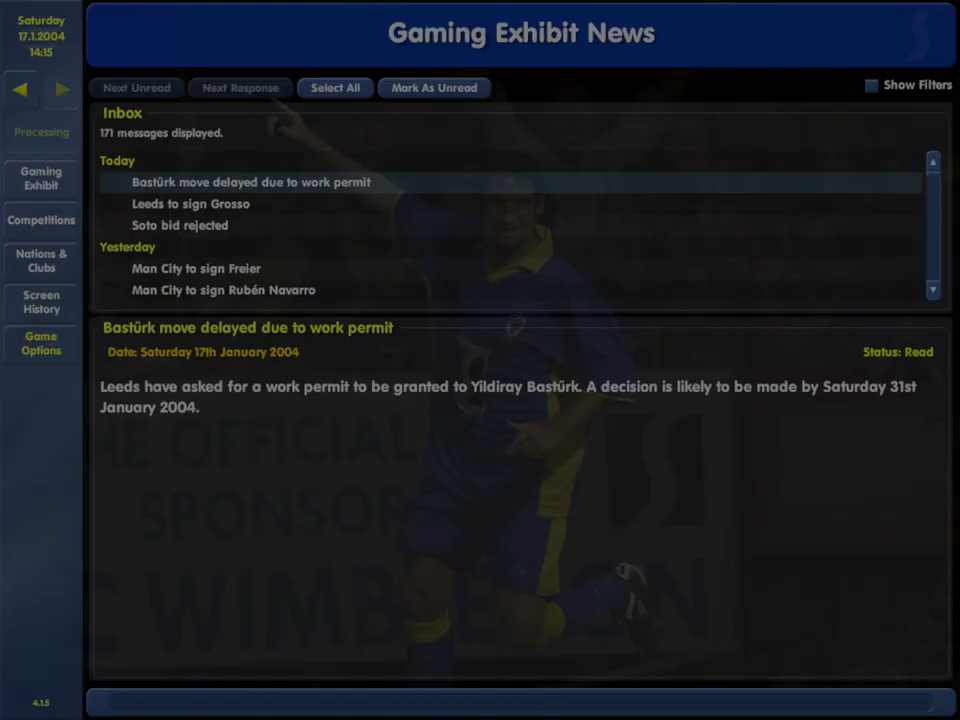 Saturday
17.1.2004
14:15
Gaming Exhibit News
Next Unread
Next Response
Select All
Mark As Unread
Show Filters
Processing
Gaming
Exhibit
Competitions
Nations &
Clubs
Screen
History
Game
Options
4.1.5
Inbox
171 messages displayed.
Today
Bastürk move delayed due to work permit
Leeds to sign Grosso
Soto bid rejected
Yesterday
Man City to sign Freier
Man City to sign Rubén Navarro
Bastürk move delayed due to work permit
Date: Saturday 17th January 2004
Status: Read
Leeds have asked for a work permit to be granted to Yildiray Bastürk. A decision is likely to be made by Saturday 31st
January 2004.
HE OFFICIAL
SPONSOR